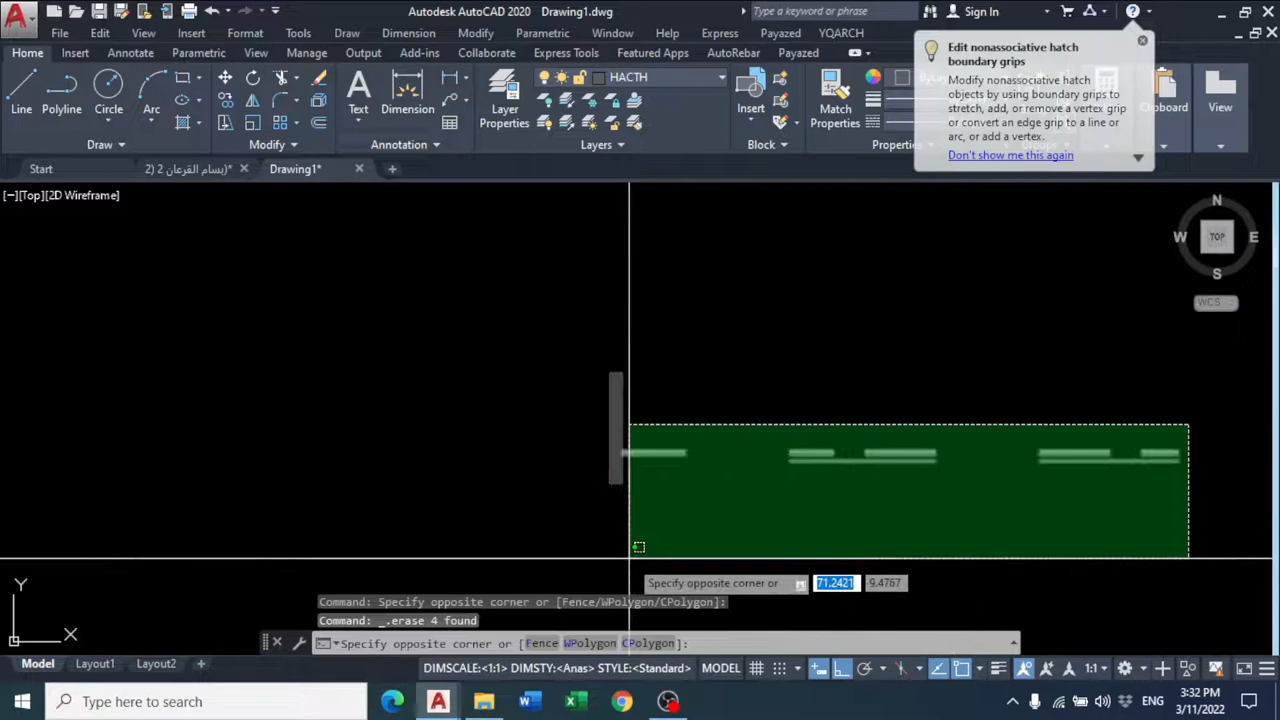 Autodesk AutoCAD 2020 Drawing1.dwg
Type a keyword or phrase
Sign In
File Edit View Insert Format Tools Draw Dimension Modify Parametric Window Help Express Payazed YQARCH
Home Insert Annotate Parametric View Manage Output Add-ins Collaborate Express Tools Featured Apps AutoRebar Payazed
Line Polyline Circle Arc
Text Dimension
Layer Properties
HACTH
Insert
Match Properties
Clipboard
View
Draw Modify Annotation Layers Block
Edit nonassociative hatch
boundary grips
Modify nonassociative hatch
objects by using boundary grips to
stretch, add, or remove a vertex grip
or convert an edge grip to a line or
arc, or add a vertex.
Don't show me this again
Start
بسام القرعان 2 (2)*
Drawing1*
[−][Top][2D Wireframe]
N
W TOP E
S
WCS
Y
X
Specify opposite corner or 71.2421 9.4767
Command: Specify opposite corner or [Fence/WPolygon/CPolygon]:
Command: _.erase 4 found
Specify opposite corner or [Fence WPolygon CPolygon]:
Model Layout1 Layout2
DIMSCALE:<1:1> DIMSTY:<Anas> STYLE:<Standard> MODEL 1:1
Type here to search
ENG
3:32 PM
3/11/2022